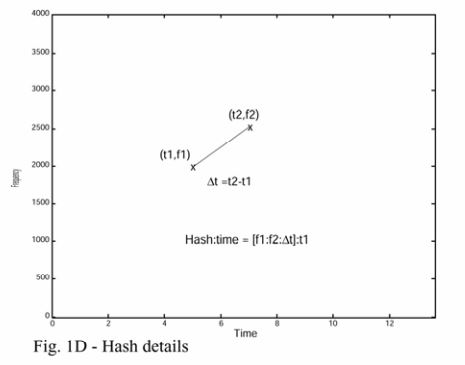 4000
3500
3000
2500
2000
1500
1000
500
0
Frequency
(t2,f2)
(t1,f1)
Δt =t2-t1
Hash:time = [f1:f2:Δt]:t1
0 2 4 6 8 10 12
Time
Fig. 1D - Hash details